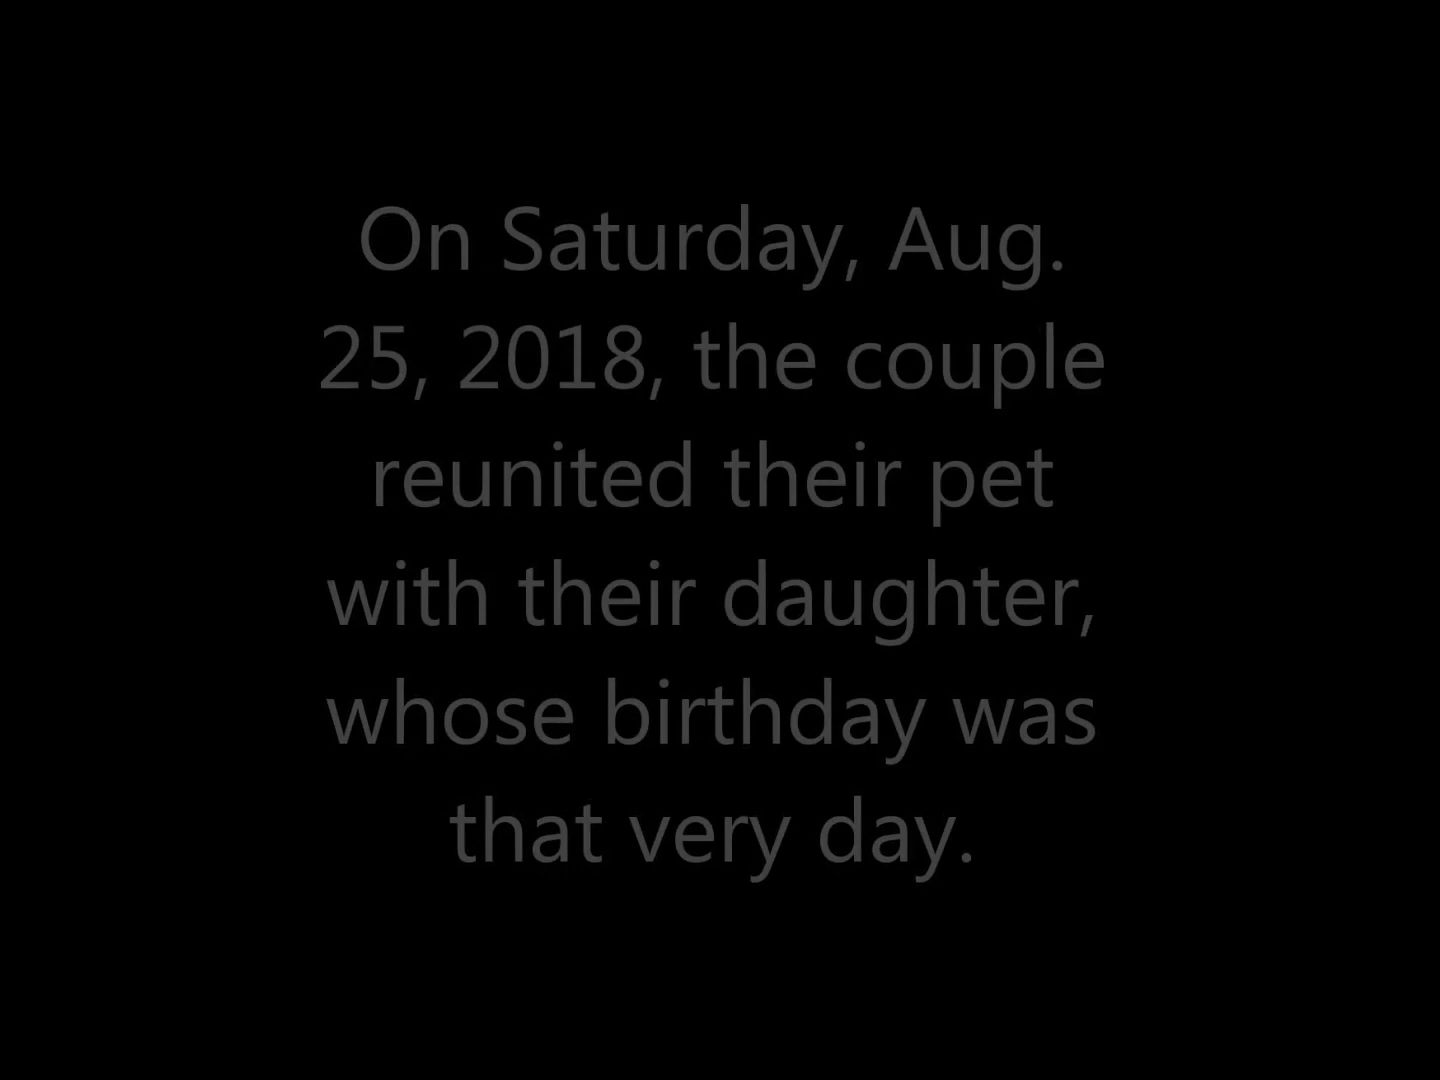 On Saturday, Aug.
25, 2018, the couple
reunited their pet
with their daughter,
whose birthday was
that very day.